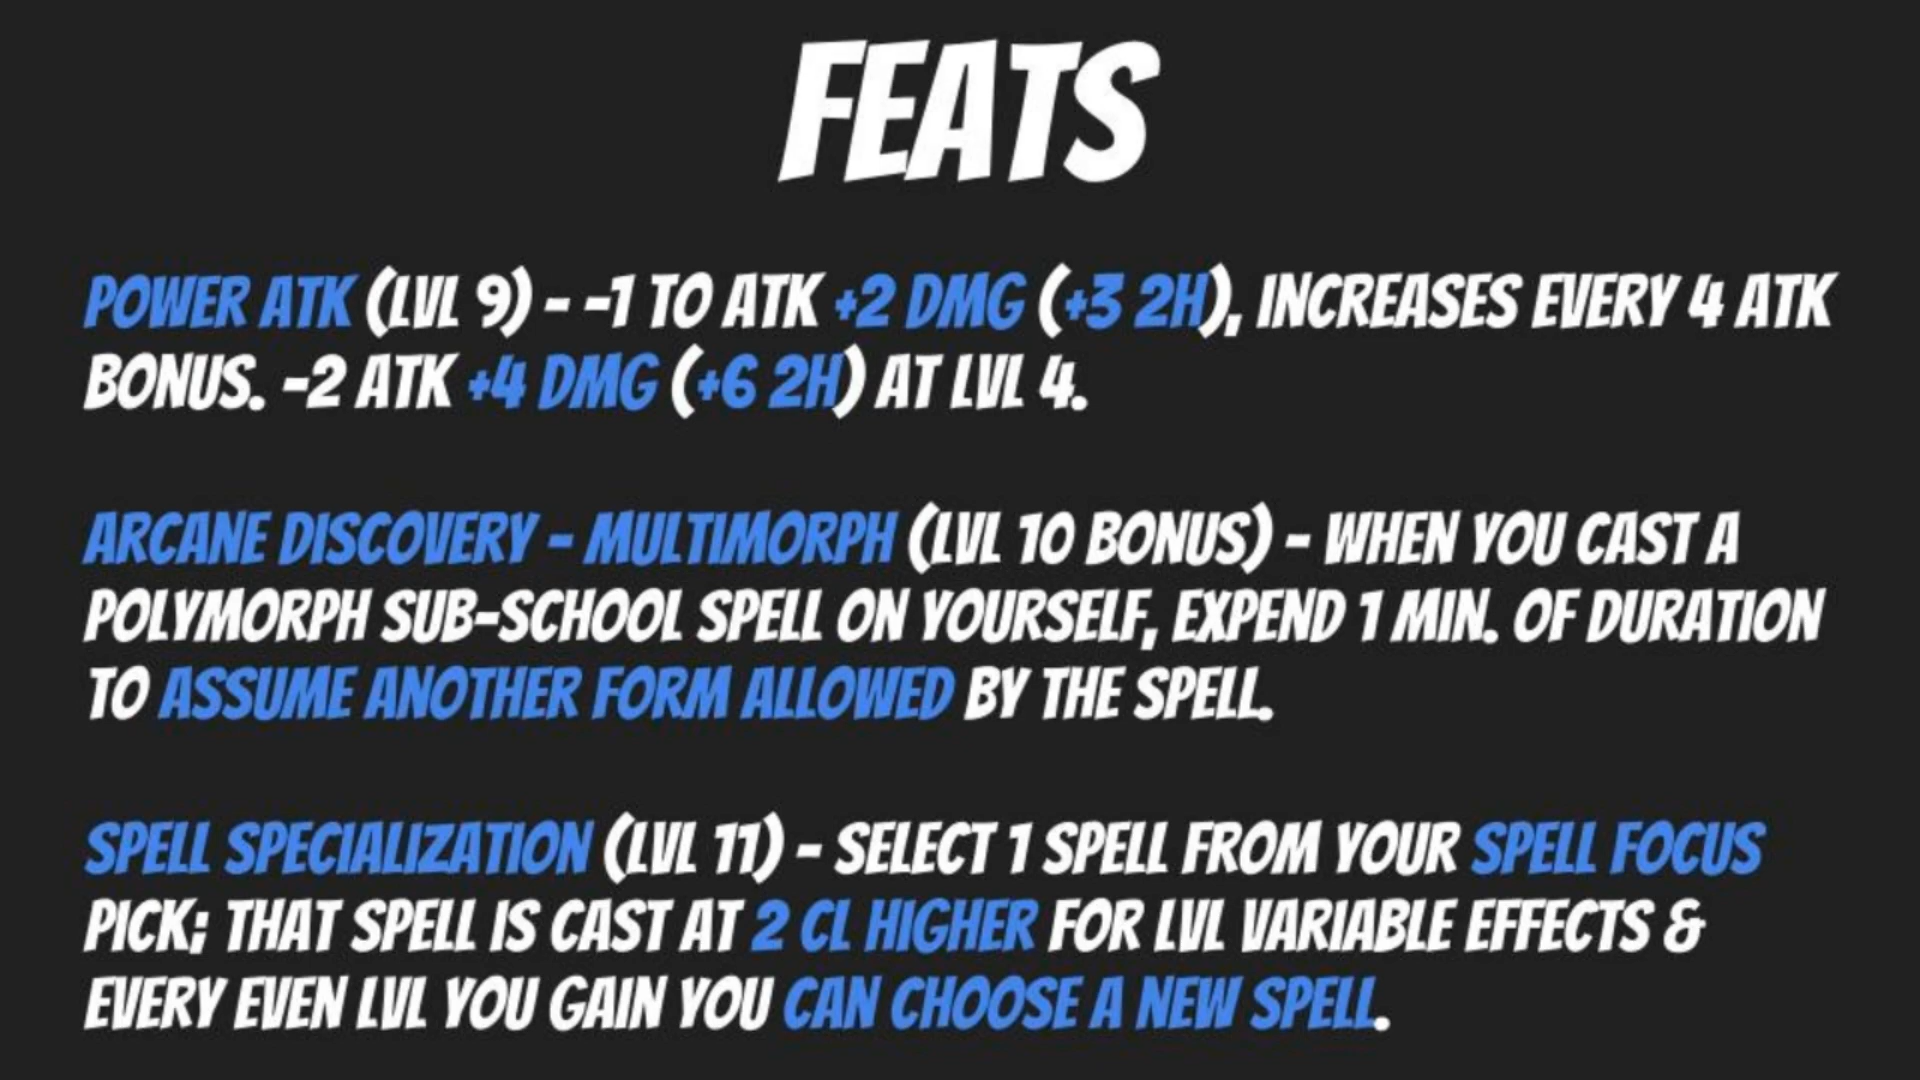 FEATS
POWER ATK (LVL 9) - -1 TO ATK +2 DMG (+3 2H), INCREASES EVERY 4 ATK
BONUS. -2 ATK +4 DMG (+6 2H) AT LVL 4.
ARCANE DISCOVERY - MULTIMORPH (LVL 10 BONUS) - WHEN YOU CAST A
POLYMORPH SUB-SCHOOL SPELL ON YOURSELF, EXPEND 1 MIN. OF DURATION
TO ASSUME ANOTHER FORM ALLOWED BY THE SPELL.
SPELL SPECIALIZATION (LVL 11) - SELECT 1 SPELL FROM YOUR SPELL FOCUS
PICK; THAT SPELL IS CAST AT 2 CL HIGHER FOR LVL VARIABLE EFFECTS &
EVERY EVEN LVL YOU GAIN YOU CAN CHOOSE A NEW SPELL.